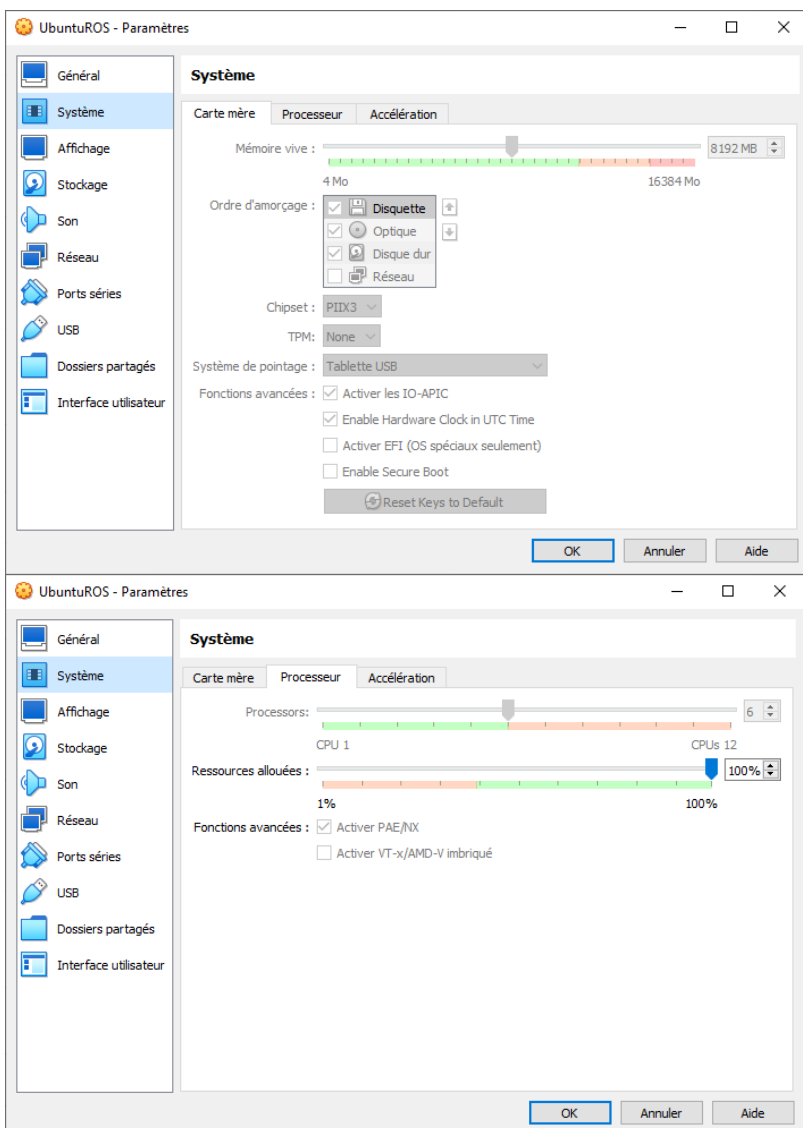 UbuntuROS - Paramètres
Général
Système
Affichage
Stockage
Son
Réseau
Ports séries
USB
Dossiers partagés
Interface utilisateur
Système
Carte mère Processeur Accélération
Mémoire vive : 8192 MB
4 Mo 16384 Mo
Ordre d'amorçage : Disquette
Optique
Disque dur
Réseau
Chipset : PIIX3
TPM: None
Système de pointage : Tablette USB
Fonctions avancées : Activer les IO-APIC
Enable Hardware Clock in UTC Time
Activer EFI (OS spéciaux seulement)
Enable Secure Boot
Reset Keys to Default
OK Annuler Aide
UbuntuROS - Paramètres
Général
Système
Affichage
Stockage
Son
Réseau
Ports séries
USB
Dossiers partagés
Interface utilisateur
Système
Carte mère Processeur Accélération
Processors: 6
CPU 1 CPUs 12
Ressources allouées : 100%
1% 100%
Fonctions avancées : Activer PAE/NX
Activer VT-x/AMD-V imbriqué
OK Annuler Aide